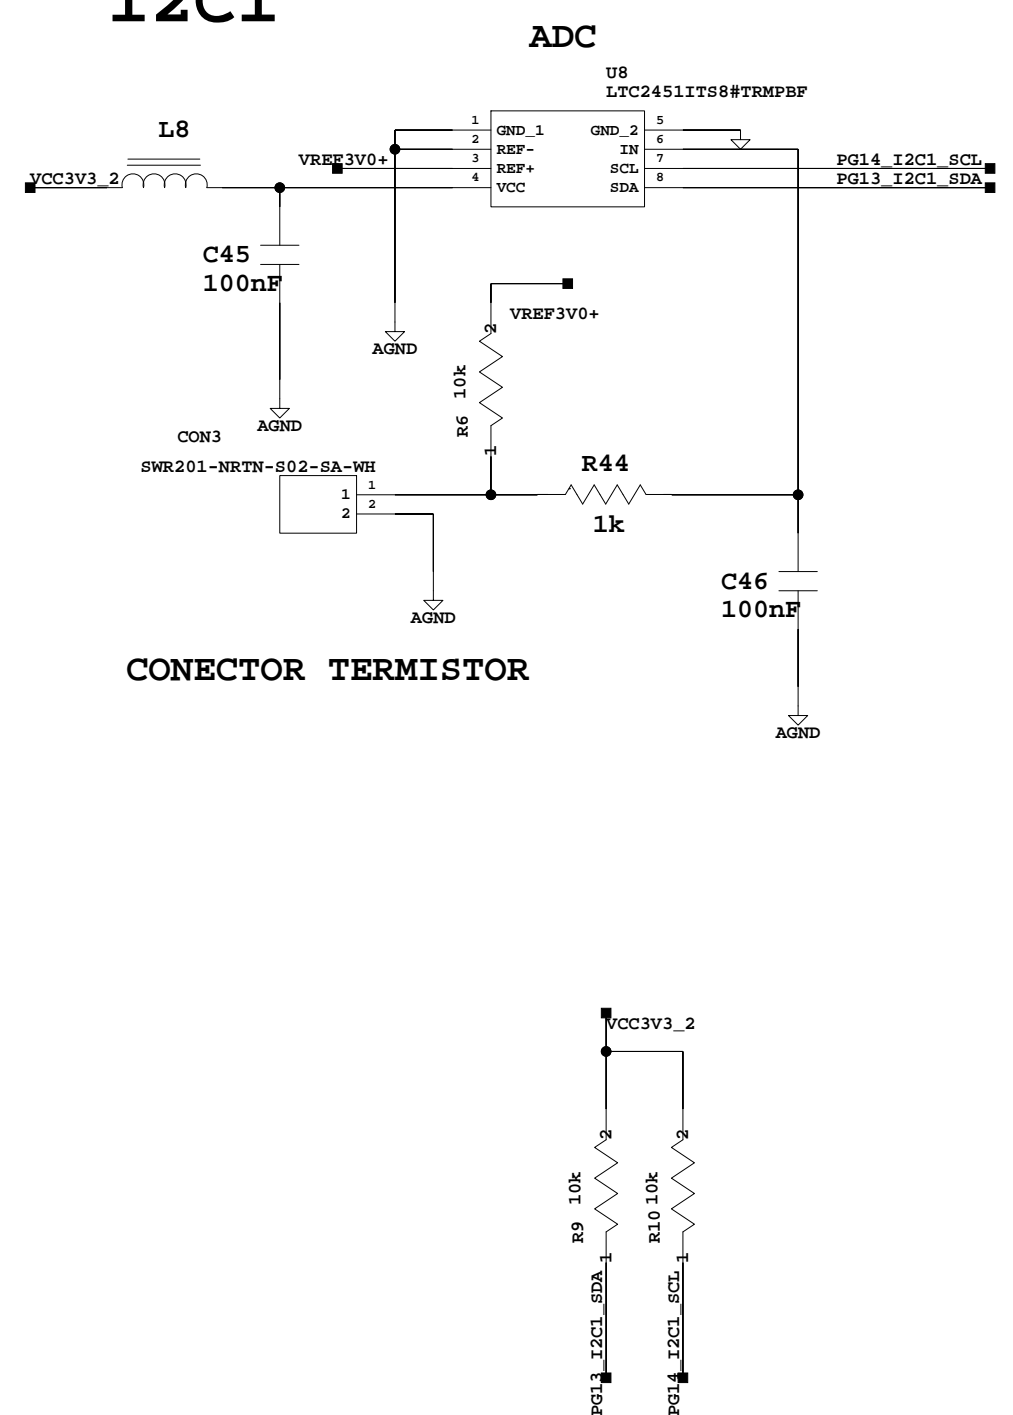 I2C1
ADC
U8
LTC2451ITS8#TRMPBF
L8
1 GND_1 GND_2 5
2 REF- IN 6
VREF3V0+ 3 REF+ SCL 7 PG14_I2C1_SCL
VCC3V3_2 4 VCC SDA 8 PG13_I2C1_SDA
C45
100nF
VREF3V0+
2
AGND
R6 10k
1
AGND
CON3
SWR201-NRTN-S02-SA-WH
R44
1 1
2 2
1k
C46
100nF
AGND
CONECTOR TERMISTOR
AGND
VCC3V3_2
2 2
R9 10k
R10 10k
1 1
PG13_I2C1_SDA
PG14_I2C1_SCL